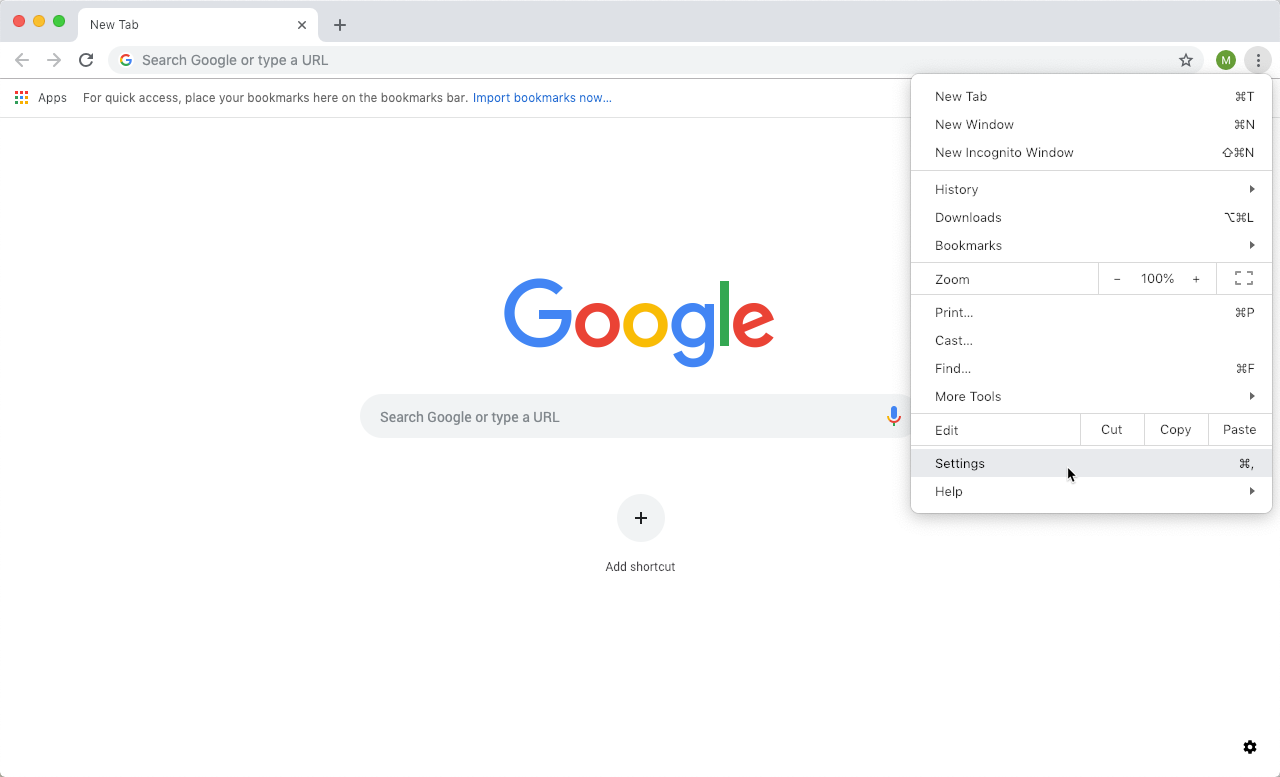 New Tab
Search Google or type a URL
M
Apps For quick access, place your bookmarks here on the bookmarks bar. Import bookmarks now...
New Tab ⌘T
New Window ⌘N
New Incognito Window ⇧⌘N
History
Downloads ⌥⌘L
Bookmarks
Zoom − 100% +
Print... ⌘P
Cast...
Find... ⌘F
More Tools
Edit Cut Copy Paste
Settings ⌘,
Help
Google
Search Google or type a URL
Add shortcut